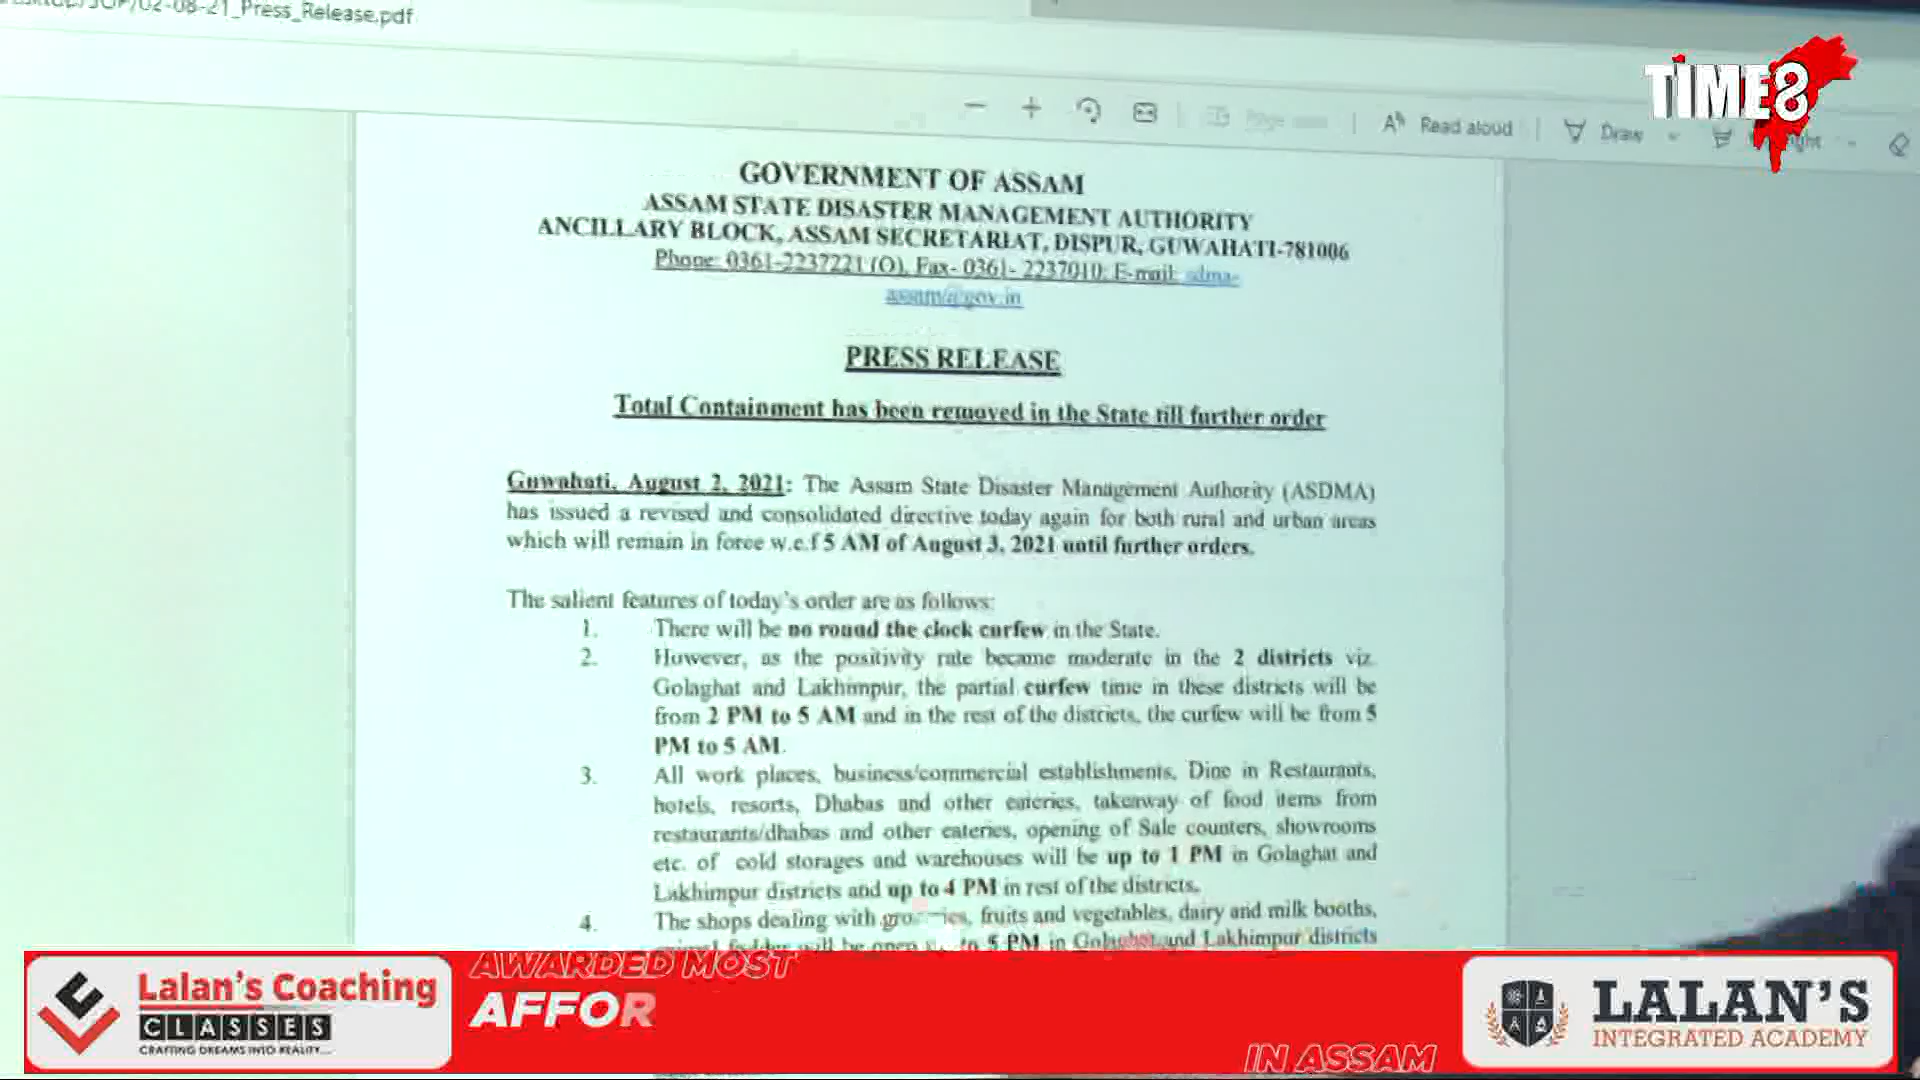 02-08-21_Press_Release.pdf
TIME8
Read aloud
Draw
GOVERNMENT OF ASSAM
ASSAM STATE DISASTER MANAGEMENT AUTHORITY
ANCILLARY BLOCK, ASSAM SECRETARIAT, DISPUR, GUWAHATI-781006
Phone: 0361-2237221 (O), Fax- 0361- 2237010; E-mail: sdma-
assam@gov.in
PRESS RELEASE
Total Containment has been removed in the State till further order
Guwahati, August 2, 2021: The Assam State Disaster Management Authority (ASDMA)
has issued a revised and consolidated directive today again for both rural and urban areas
which will remain in force w.e.f 5 AM of August 3, 2021 until further orders.
The salient features of today's order are as follows:
1. There will be no round the clock curfew in the State.
2. However, as the positivity rate became moderate in the 2 districts viz.
Golaghat and Lakhimpur, the partial curfew time in these districts will be
from 2 PM to 5 AM and in the rest of the districts, the curfew will be from 5
PM to 5 AM.
3. All work places, business/commercial establishments, Dine in Restaurants,
hotels, resorts, Dhabas and other eateries, takeaway of food items from
restaurants/dhabas and other eateries, opening of Sale counters, showrooms
etc. of cold storages and warehouses will be up to 1 PM in Golaghat and
Lakhimpur districts and up to 4 PM in rest of the districts.
4. The shops dealing with fruits and vegetables, dairy and milk booths,
fodder will be open to 5 PM in Golaghat and Lakhimpur districts
Lalan's Coaching
CLASSES
CRAFTING DREAMS INTO REALITY...
AWARDED MOST
AFFOR
IN ASSAM
LALAN'S
INTEGRATED ACADEMY